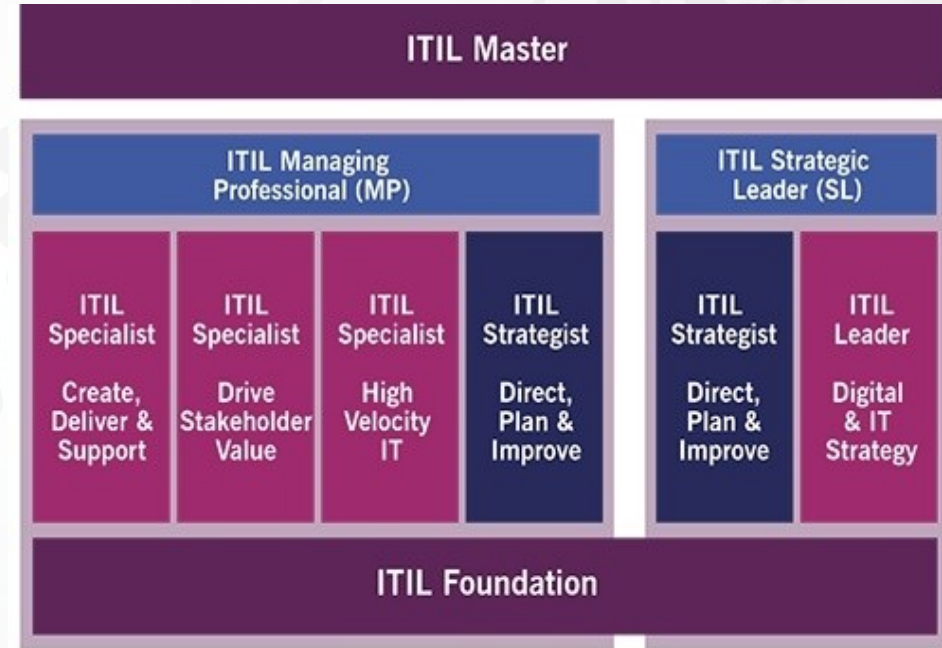 ITIL Master
ITIL Managing
Professional (MP)
ITIL Specialist
Create,
Deliver &
Support
ITIL
Specialist
Drive
Stakeholder
Value
ITIL
Specialist
High
Velocity
IT
ITIL
Strategist
Direct,
Plan &
Improve
ITIL Strategic
Leader (SL)
ITIL
Strategist
Direct,
Plan &
Improve
ITIL
Leader
Digital
& IT
Strategy
ITIL Foundation